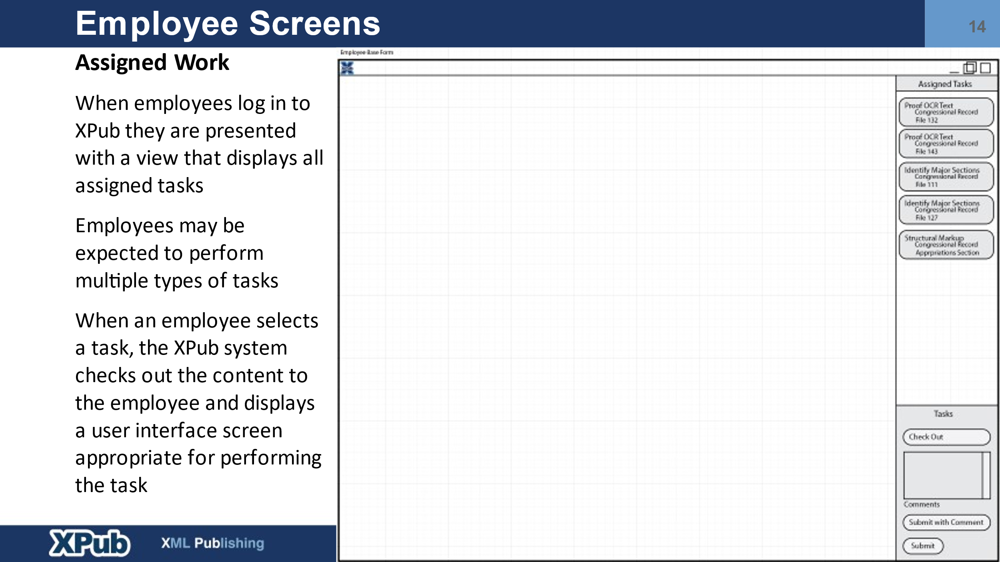 Employee Screens
14
Assigned Work
When employees log in to
XPub they are presented
with a view that displays all
assigned tasks
Employees may be
expected to perform
multiple types of tasks
When an employee selects
a task, the XPub system
checks out the content to
the employee and displays
a user interface screen
appropriate for performing
the task
XPub
XML Publishing
Employee Base Form
Assigned Tasks
Proof OCR Text
Congressional Record
File 132
Proof OCR Text
Congressional Record
File 143
Identify Major Sections
Congressional Record
File 111
Identify Major Sections
Congressional Record
File 127
Structural Markup
Congressional Record
Apprpriations Section
Tasks
Check Out
Comments
Submit with Comment
Submit